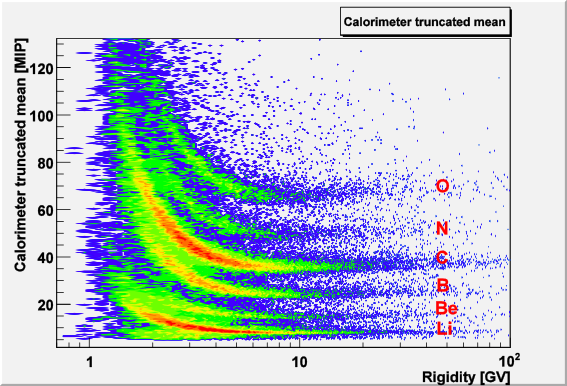 Calorimeter truncated mean
Calorimeter truncated mean [MIP]
120
100
80
60
40
20
O
N
C
B
Be
Li
1
10
10²
Rigidity [GV]